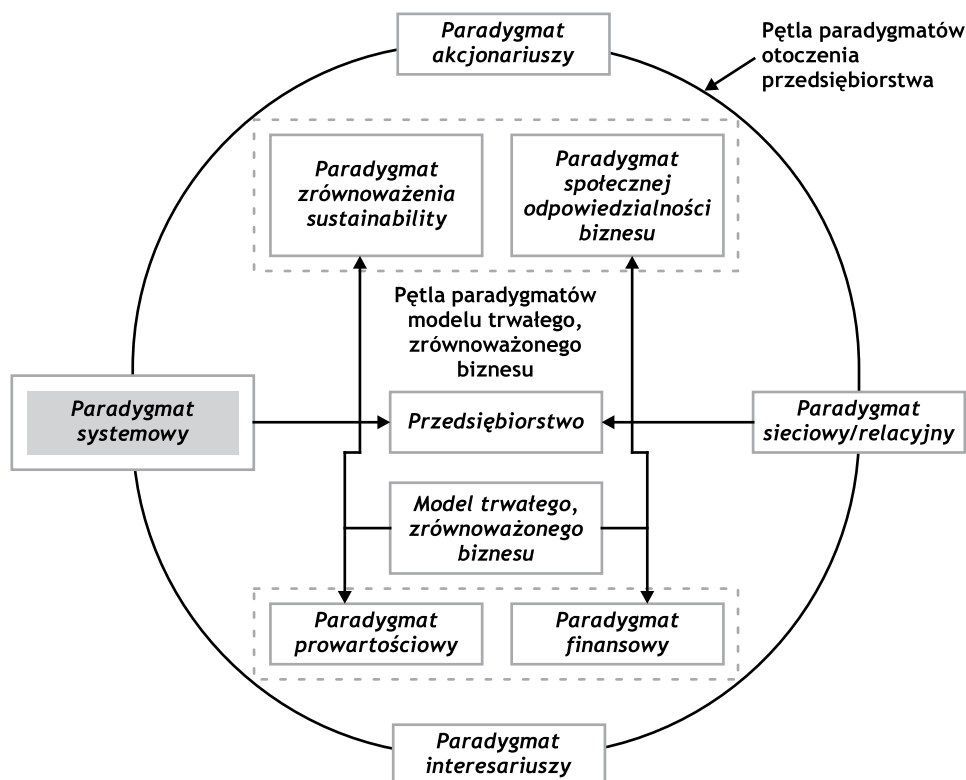 Paradygmat
akcjonariuszy
Pętla paradygmatów
otoczenia
przedsiębiorstwa
Paradygmat
zrównoważenia
sustainability
Paradygmat
społecznej
odpowiedzialności
biznesu
Pętla paradygmatów
modelu trwałego,
zrównoważonego
biznesu
Paradygmat
systemowy
Przedsiębiorstwo
Paradygmat
sieciowy/relacyjny
Model trwałego,
zrównoważonego
biznesu
Paradygmat
prowartościowy
Paradygmat
finansowy
Paradygmat
interesariuszy